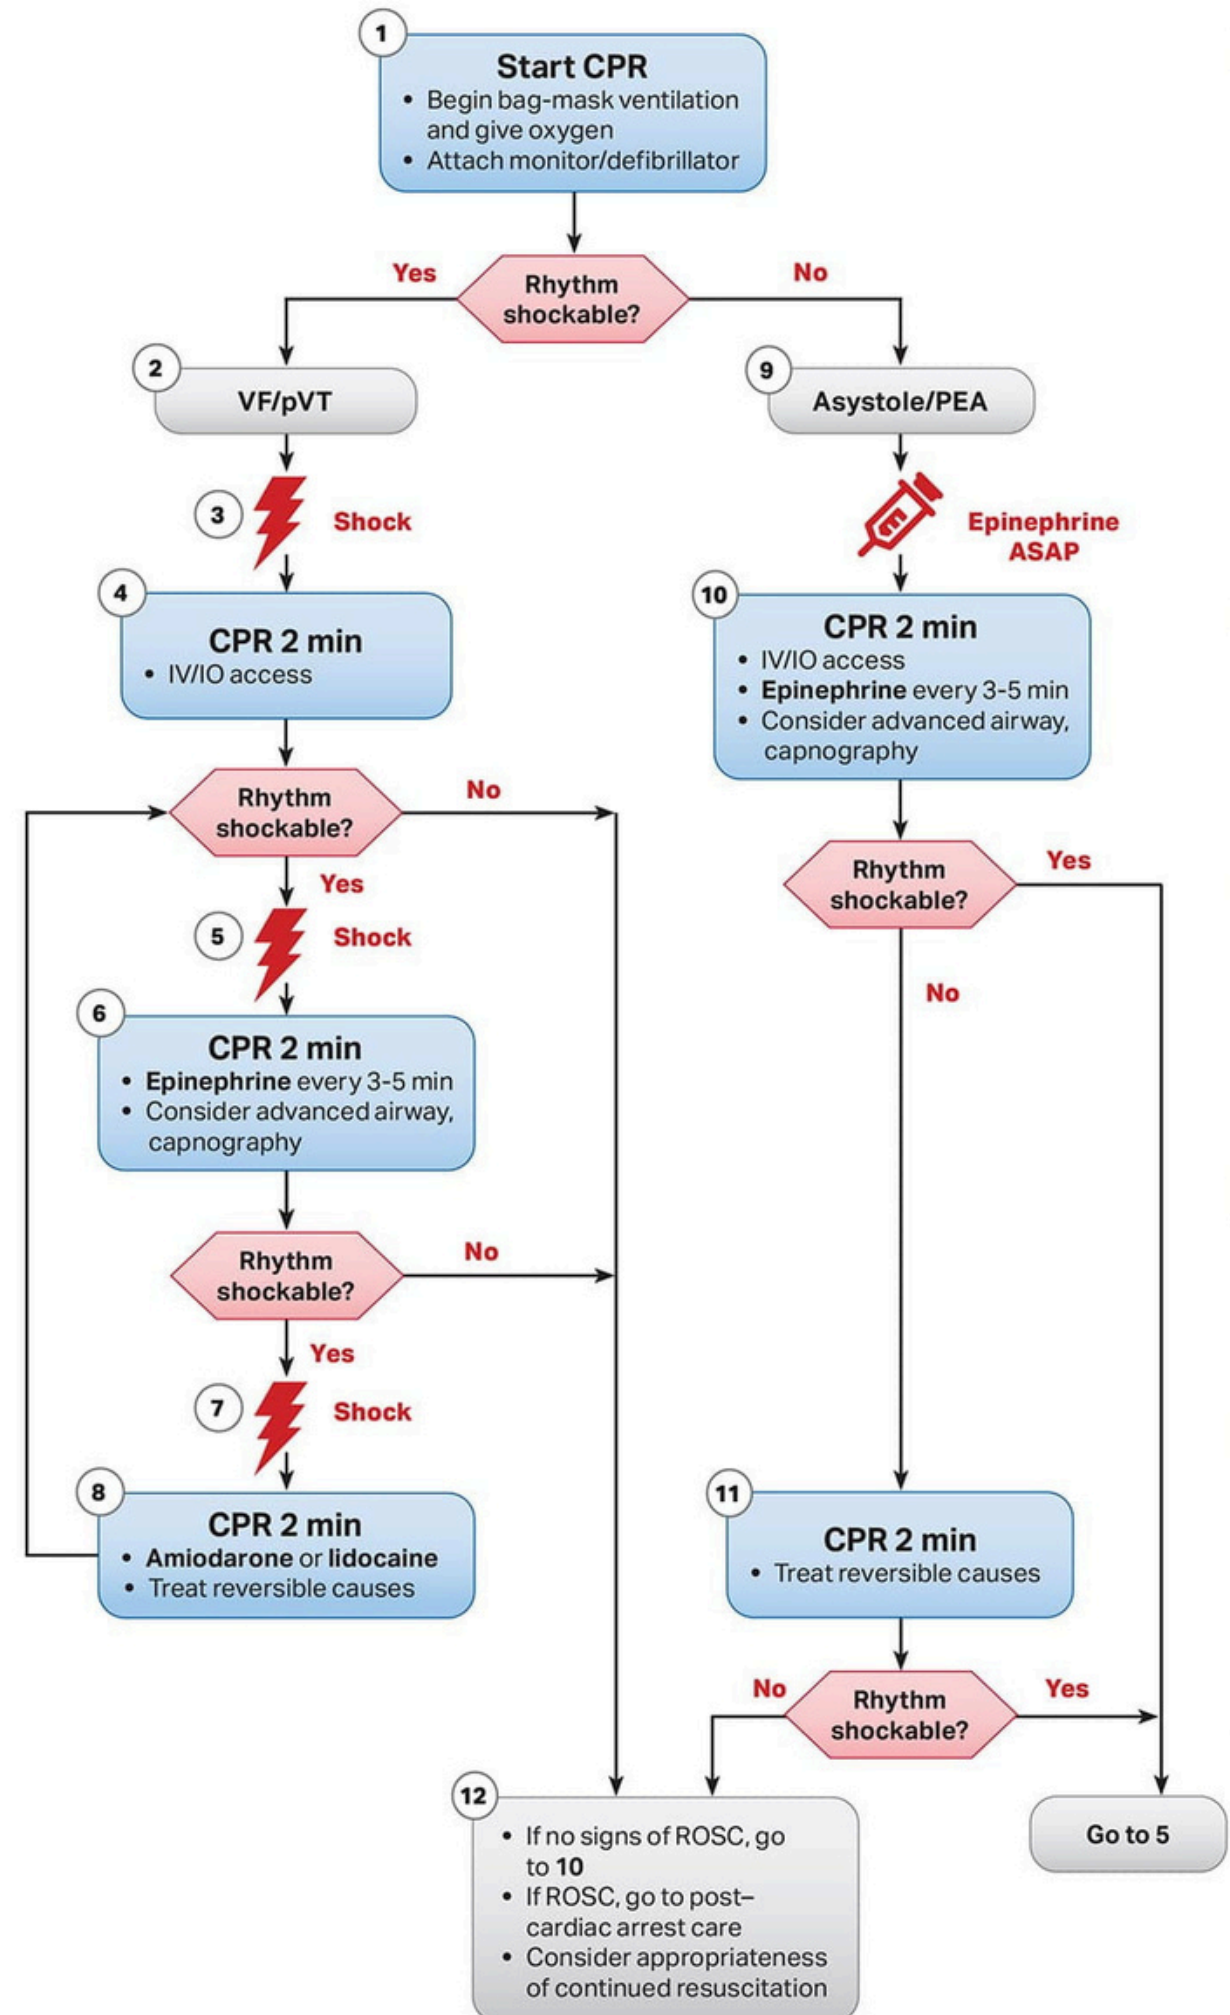 1
Start CPR
• Begin bag-mask ventilation
and give oxygen
• Attach monitor/defibrillator
Rhythm
shockable?
Yes
No
2
VF/pVT
3
Shock
4
CPR 2 min
• IV/IO access
Rhythm
shockable?
No
Yes
5
Shock
6
CPR 2 min
• Epinephrine every 3-5 min
• Consider advanced airway,
capnography
Rhythm
shockable?
No
Yes
7
Shock
8
CPR 2 min
• Amiodarone or lidocaine
• Treat reversible causes
9
Asystole/PEA
Epinephrine
ASAP
10
CPR 2 min
• IV/IO access
• Epinephrine every 3-5 min
• Consider advanced airway,
capnography
Rhythm
shockable?
Yes
No
11
CPR 2 min
• Treat reversible causes
Rhythm
shockable?
No
Yes
12
• If no signs of ROSC, go
to 10
• If ROSC, go to post–
cardiac arrest care
• Consider appropriateness
of continued resuscitation
Go to 5